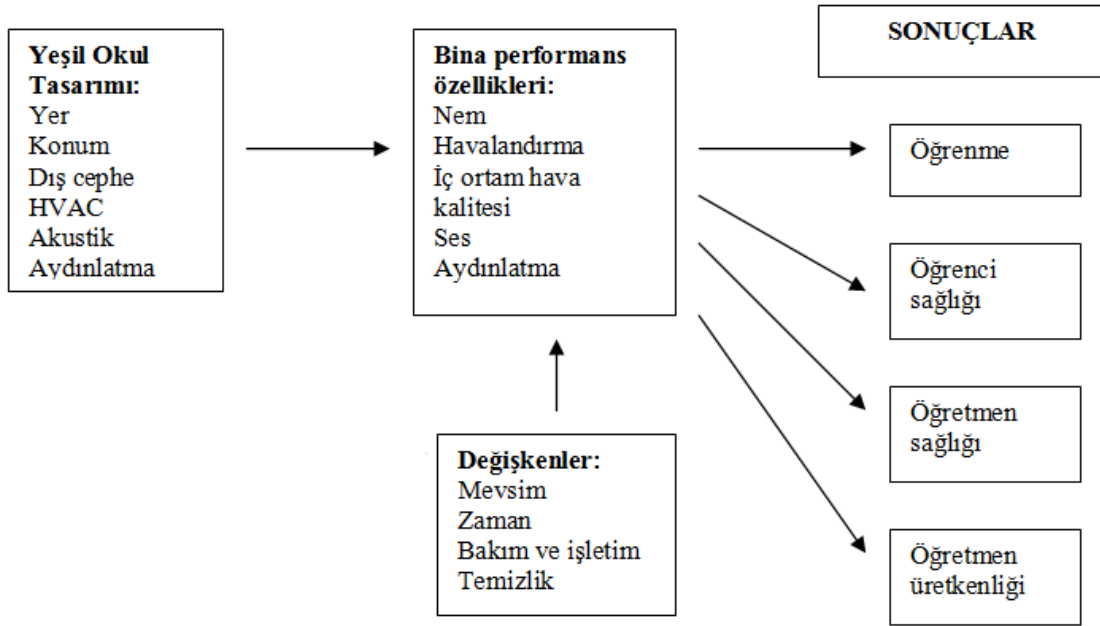 Yeşil Okul
Tasarımı:
Yer
Konum
Dış cephe
HVAC
Akustik
Aydınlatma
Bina performans
özellikleri:
Nem
Havalandırma
İç ortam hava
kalitesi
Ses
Aydınlatma
Değişkenler:
Mevsim
Zaman
Bakım ve işletim
Temizlik
SONUÇLAR
Öğrenme
Öğrenci
sağlığı
Öğretmen
sağlığı
Öğretmen
üretkenliği